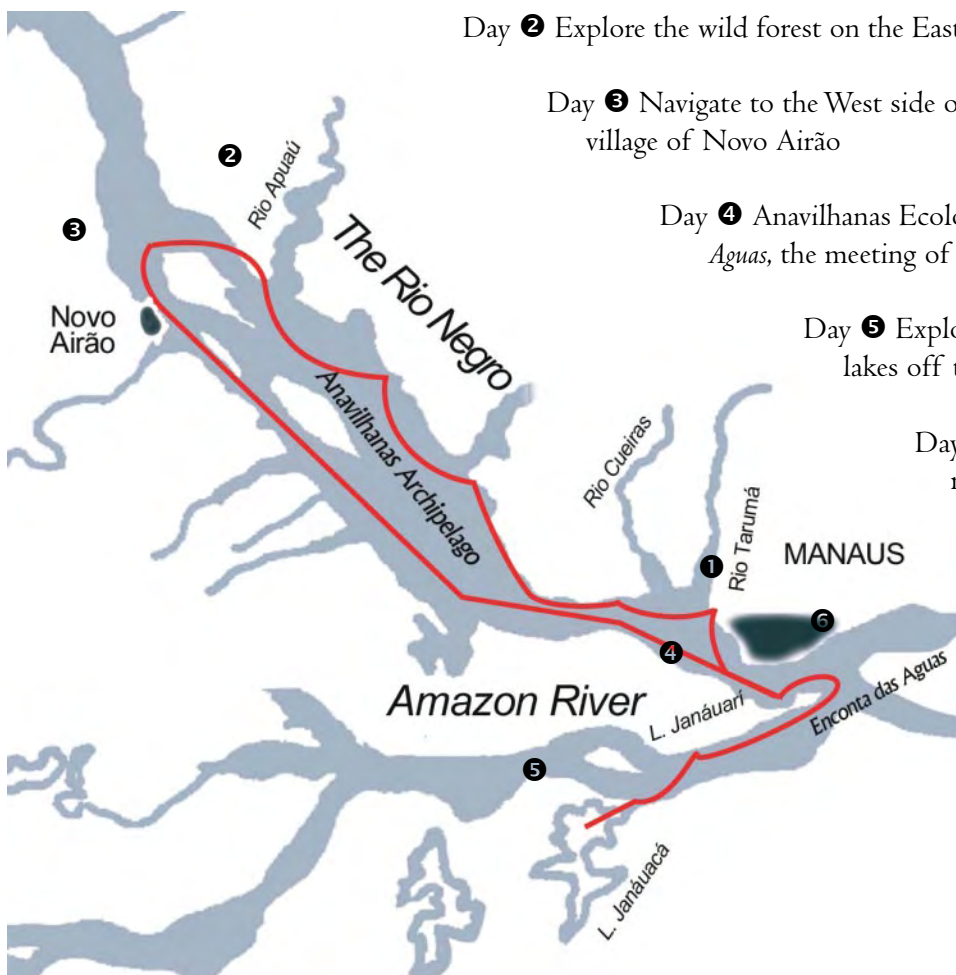 Day ❷ Explore the wild forest on the East
Day ❸ Navigate to the West side o
village of Novo Airão
Day ❹ Anavilhanas Ecol
Aguas, the meeting of
Day ❺ Explo
lakes off t
Day
❷
Rio Apuaú
❸
The Rio Negro
Novo
Airão
Anavilhanas Archipelago
Rio Cueiras
Rio Tarumá
❶
MANAUS
❻
❹
Amazon River
L. Janáuarí
Enconta das Aguas
❺
L. Janáuacá